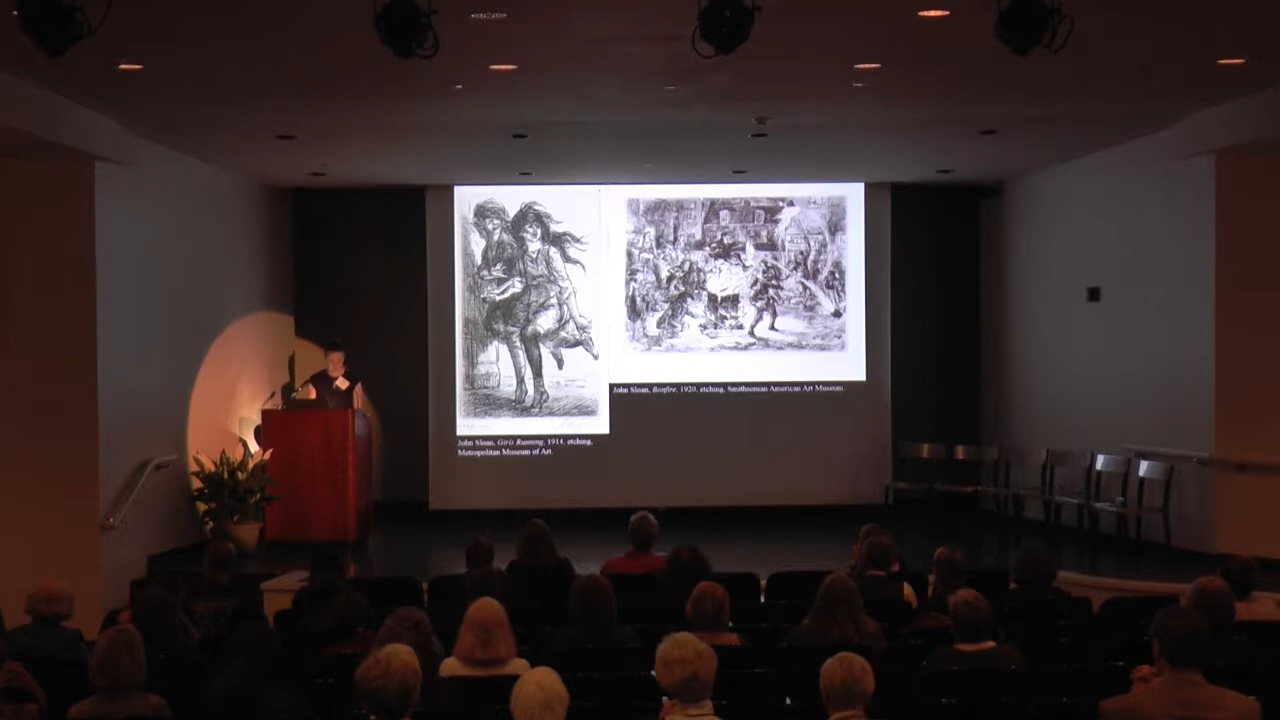 John Sloan, Girls Running, 1914, etching,
Metropolitan Museum of Art.
John Sloan, Bonfire, 1920, etching, Smithsonian American Art Museum.